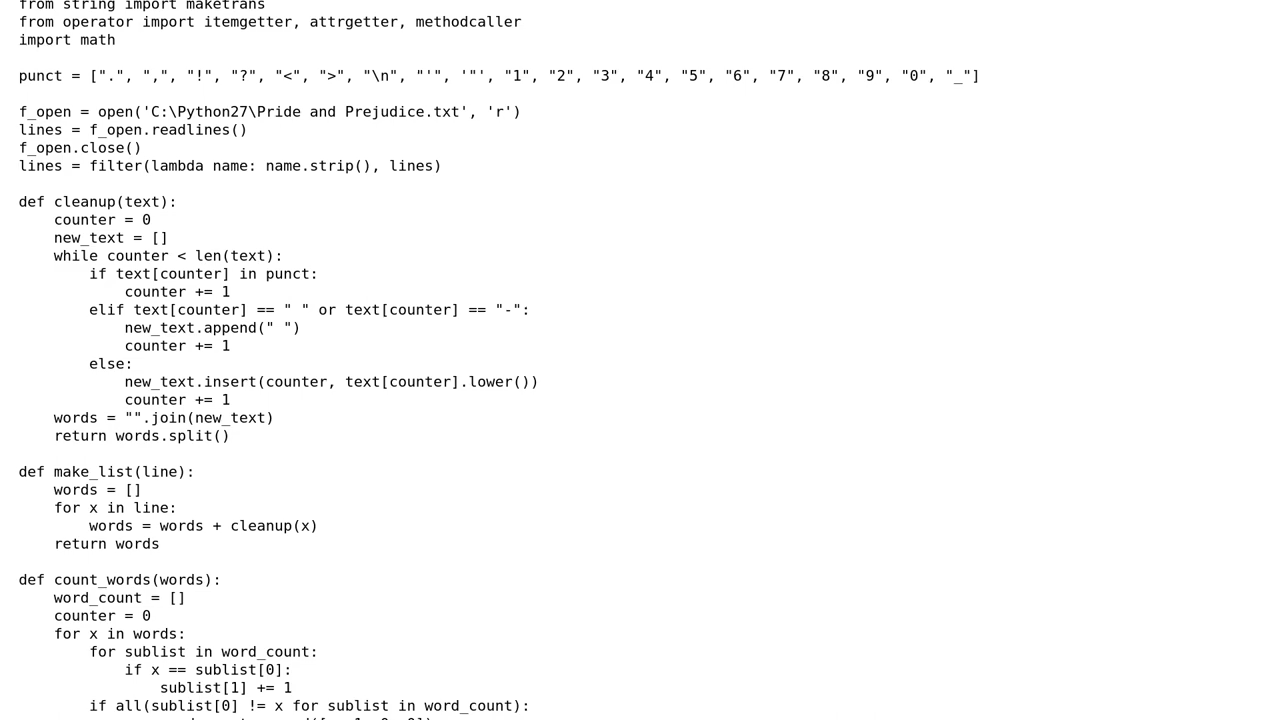 from string import maketrans
from operator import itemgetter, attrgetter, methodcaller
import math

punct = [".", ",", "!", "?", "<", ">", "\n", "'", '"', "1", "2", "3", "4", "5", "6", "7", "8", "9", "0", "_"]

f_open = open('C:\Python27\Pride and Prejudice.txt', 'r')
lines = f_open.readlines()
f_open.close()
lines = filter(lambda name: name.strip(), lines)

def cleanup(text):
    counter = 0
    new_text = []
    while counter < len(text):
        if text[counter] in punct:
            counter += 1
        elif text[counter] == " " or text[counter] == "-":
            new_text.append(" ")
            counter += 1
        else:
            new_text.insert(counter, text[counter].lower())
            counter += 1
    words = "".join(new_text)
    return words.split()

def make_list(line):
    words = []
    for x in line:
        words = words + cleanup(x)
    return words

def count_words(words):
    word_count = []
    counter = 0
    for x in words:
        for sublist in word_count:
            if x == sublist[0]:
                sublist[1] += 1
        if all(sublist[0] != x for sublist in word_count):